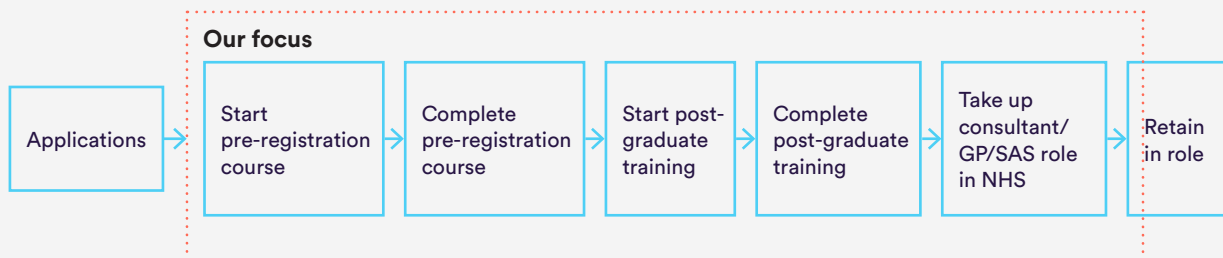 Our focus
Applications
Start
pre-registration
course
Complete
pre-registration
course
Start post-
graduate
training
Complete
post-graduate
training
Take up
consultant/
GP/SAS role
in NHS
Retain
in role